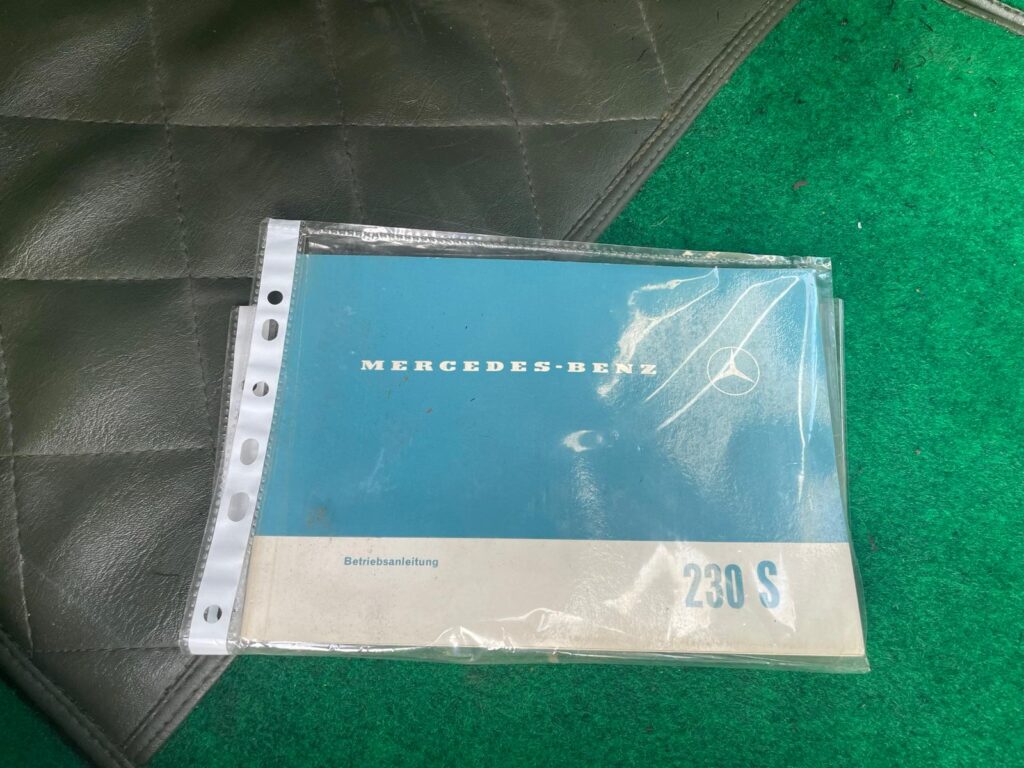 MERCEDES-BENZ
Betriebsanleitung
230 S